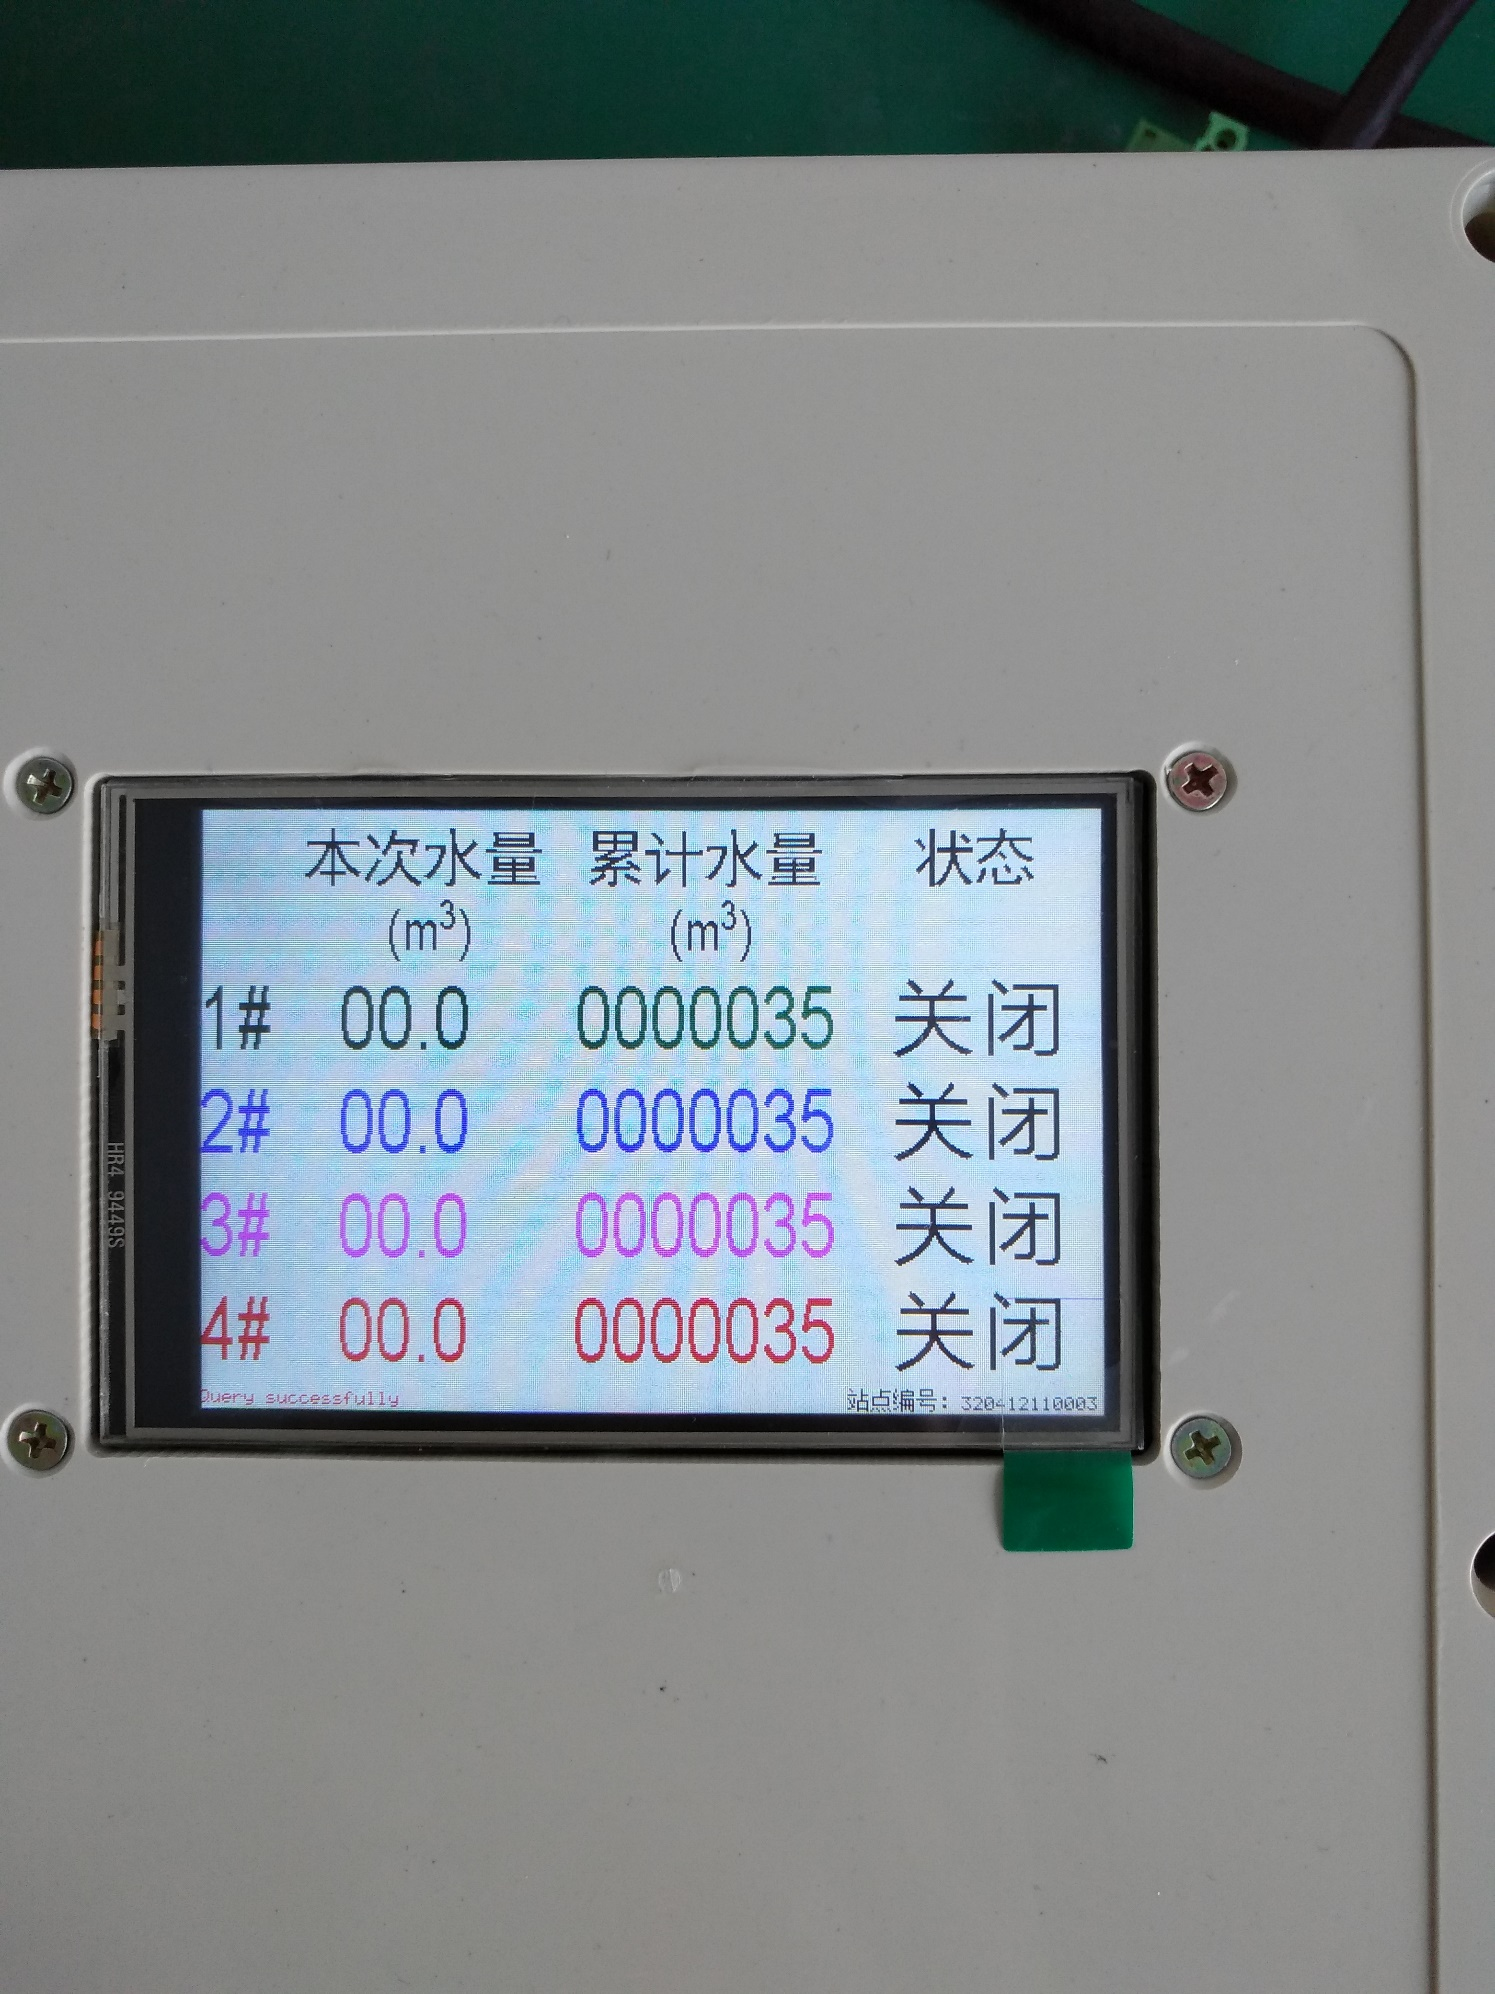 本次水量 累计水量 状态
(m³) (m³)
1# 00.0 0000035 关闭
2# 00.0 0000035 关闭
3# 00.0 0000035 关闭
4# 00.0 0000035 关闭
Query successfully 站点编号: 320412110003
HR4 9449S